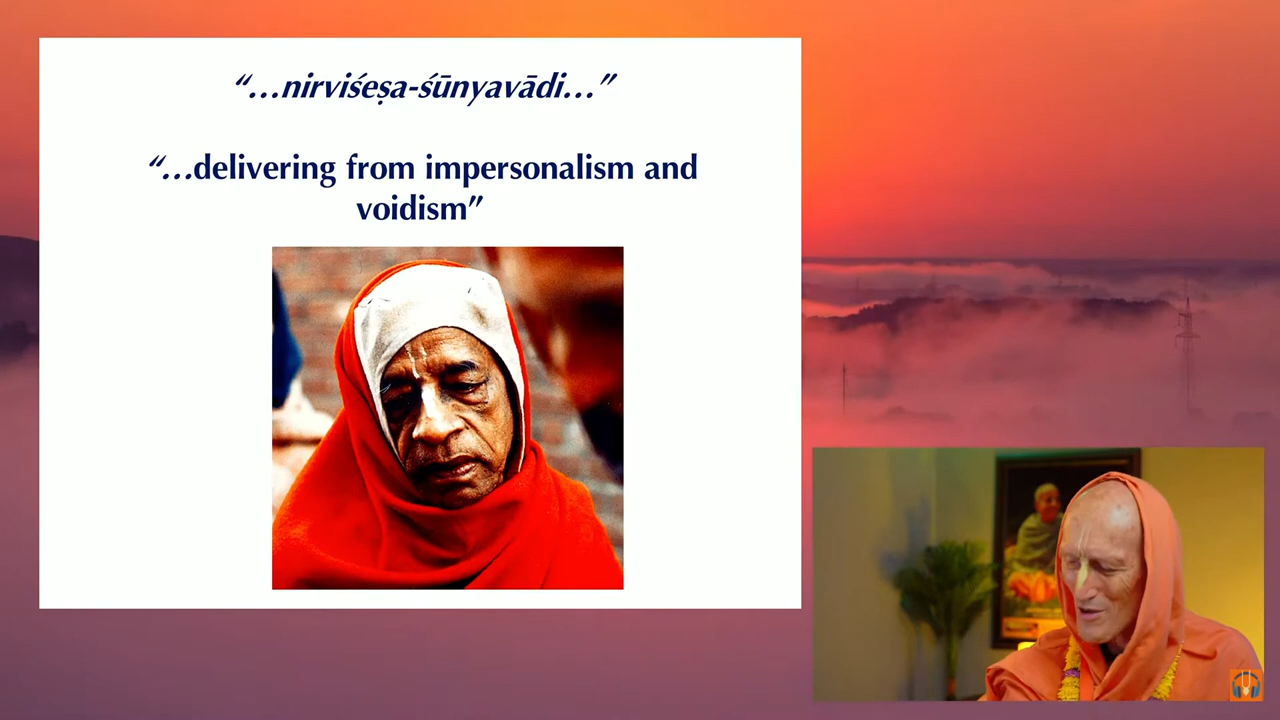 “…nirviśeṣa-śūnyavādi…”
“…delivering from impersonalism and
voidism”